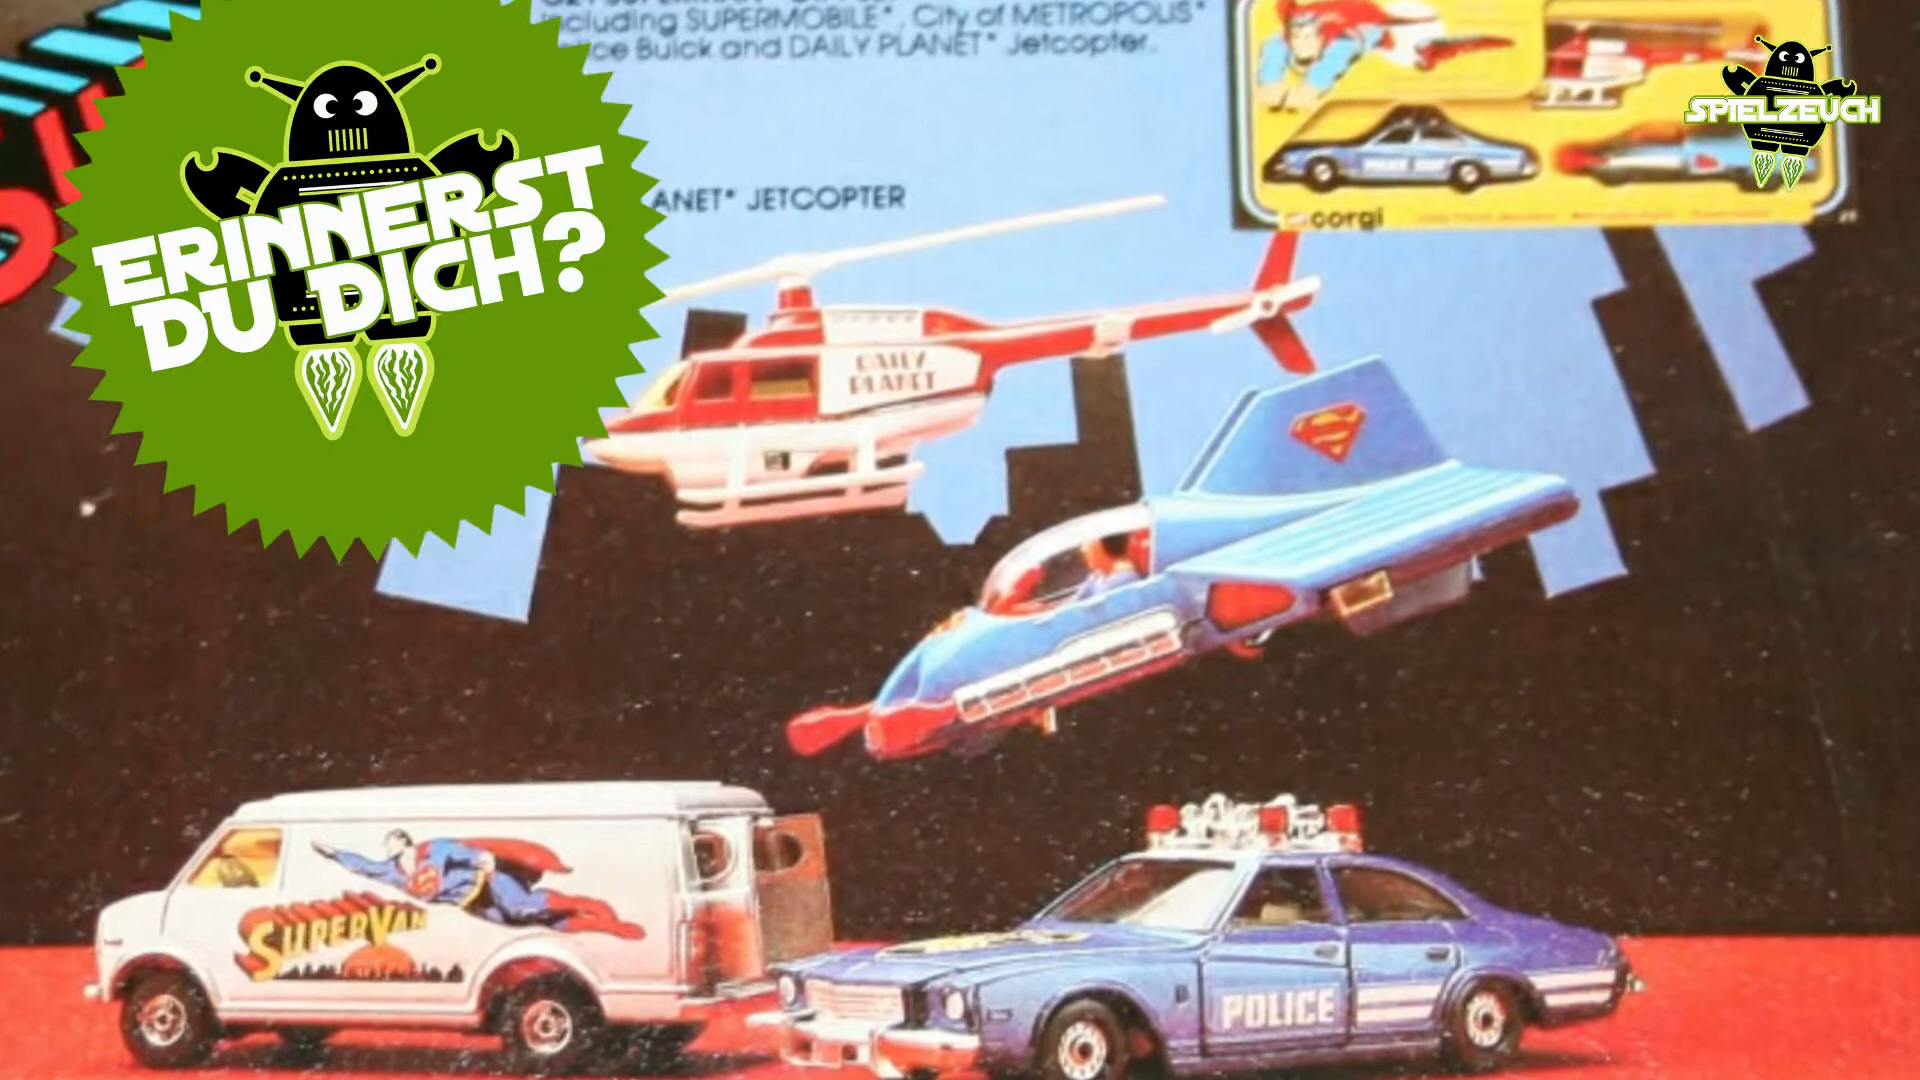 including SUPERMOBILE*, City of METROPOLIS*
ice Buick and DAILY PLANET* Jetcopter.
ERINNERST
DU DICH?
SPIELZEUCH
ANET* JETCOPTER
corgi
DAILY
PLANET
SUPERVAN
POLICE